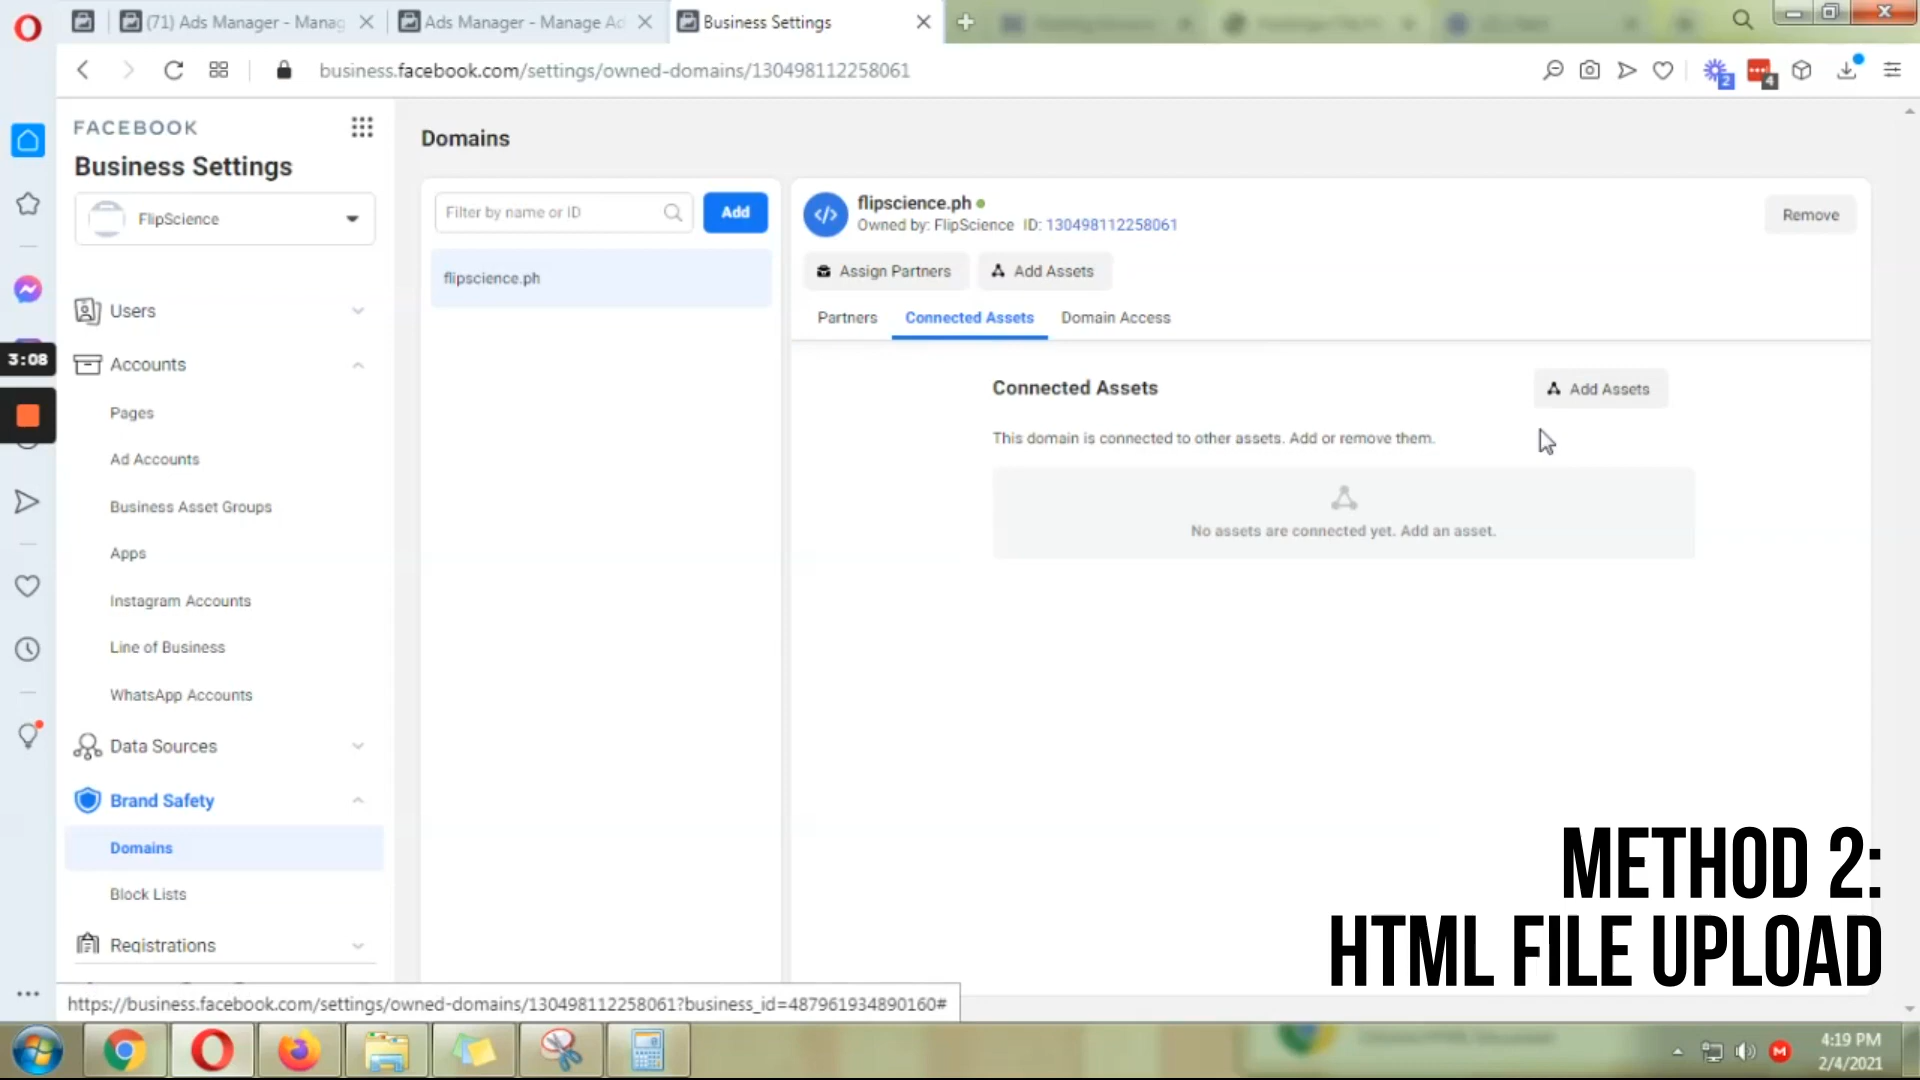 (71) Ads Manager - Manag
Ads Manager - Manage Ad
Business Settings
business.facebook.com/settings/owned-domains/130498112258061
2
4
FACEBOOK
Business Settings
FlipScience
Users
Accounts
Pages
Ad Accounts
Business Asset Groups
Apps
Instagram Accounts
Line of Business
WhatsApp Accounts
Data Sources
Brand Safety
Domains
Block Lists
Registrations
3:08
Domains
Filter by name or ID
Add
flipscience.ph
</> flipscience.ph
Owned by: FlipScience ID: 130498112258061
Remove
Assign Partners
Add Assets
Partners
Connected Assets
Domain Access
Connected Assets
Add Assets
This domain is connected to other assets. Add or remove them.
No assets are connected yet. Add an asset.
METHOD 2:
HTML FILE UPLOAD
https://business.facebook.com/settings/owned-domains/130498112258061?business_id=487961934890160#
M
4:19 PM
2/4/2021